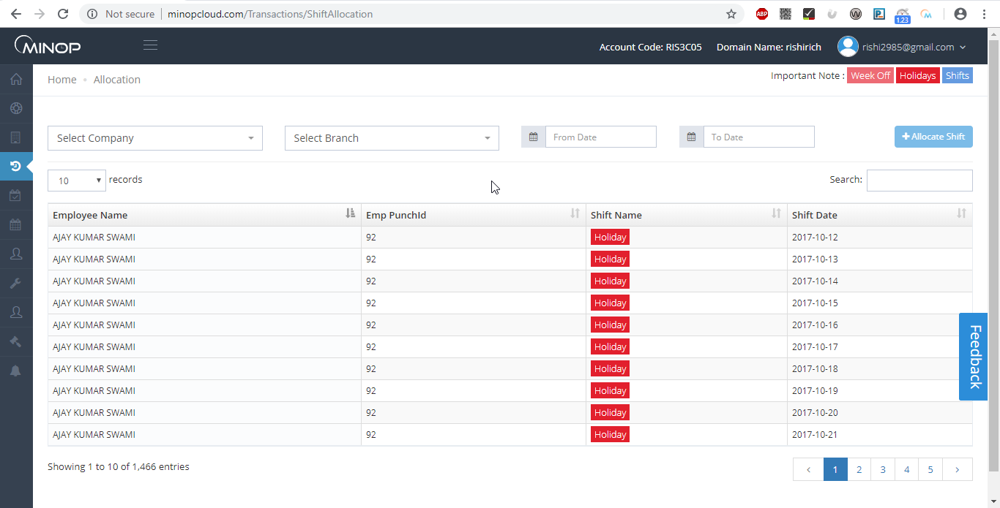 Not secure | minopcloud.com/Transactions/ShiftAllocation
ABP
1.23
MINOP
Account Code: RIS3C05
Domain Name: rishirich
rishi2985@gmail.com
Home • Allocation
Important Note : Week Off Holidays Shifts
Select Company
Select Branch
From Date
To Date
+ Allocate Shift
10 records
Search:
Employee Name Emp PunchId Shift Name Shift Date
AJAY KUMAR SWAMI 92 Holiday 2017-10-12
AJAY KUMAR SWAMI 92 Holiday 2017-10-13
AJAY KUMAR SWAMI 92 Holiday 2017-10-14
AJAY KUMAR SWAMI 92 Holiday 2017-10-15
AJAY KUMAR SWAMI 92 Holiday 2017-10-16
AJAY KUMAR SWAMI 92 Holiday 2017-10-17
AJAY KUMAR SWAMI 92 Holiday 2017-10-18
AJAY KUMAR SWAMI 92 Holiday 2017-10-19
AJAY KUMAR SWAMI 92 Holiday 2017-10-20
AJAY KUMAR SWAMI 92 Holiday 2017-10-21
Feedback
Showing 1 to 10 of 1,466 entries
< 1 2 3 4 5 >